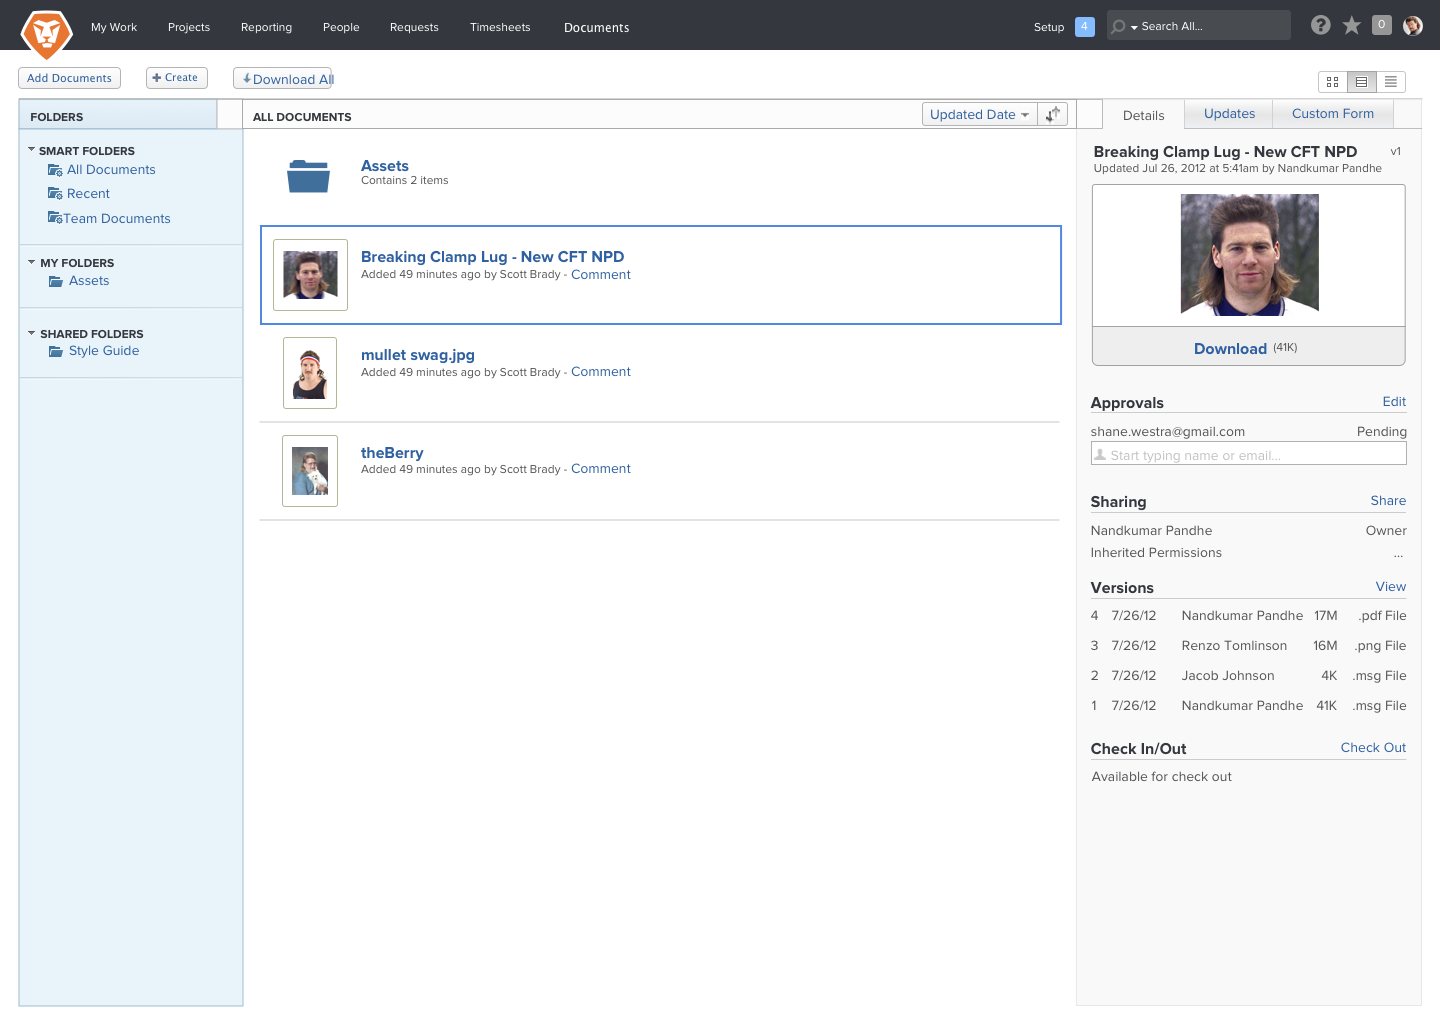 My Work Projects Reporting People Requests Timesheets Documents Setup 4 Search All... 0
Add Documents Create Download All
FOLDERS
SMART FOLDERS
All Documents
Recent
Team Documents
MY FOLDERS
Assets
SHARED FOLDERS
Style Guide
ALL DOCUMENTS Updated Date
Assets
Contains 2 items
Breaking Clamp Lug - New CFT NPD
Added 49 minutes ago by Scott Brady - Comment
mullet swag.jpg
Added 49 minutes ago by Scott Brady - Comment
theBerry
Added 49 minutes ago by Scott Brady - Comment
Details Updates Custom Form
Breaking Clamp Lug - New CFT NPD v1
Updated Jul 26, 2012 at 5:41am by Nandkumar Pandhe
Download (41K)
Approvals Edit
shane.westra@gmail.com Pending
Start typing name or email...
Sharing Share
Nandkumar Pandhe Owner
Inherited Permissions ...
Versions View
4 7/26/12 Nandkumar Pandhe 17M .pdf File
3 7/26/12 Renzo Tomlinson 16M .png File
2 7/26/12 Jacob Johnson 4K .msg File
1 7/26/12 Nandkumar Pandhe 41K .msg File
Check In/Out Check Out
Available for check out